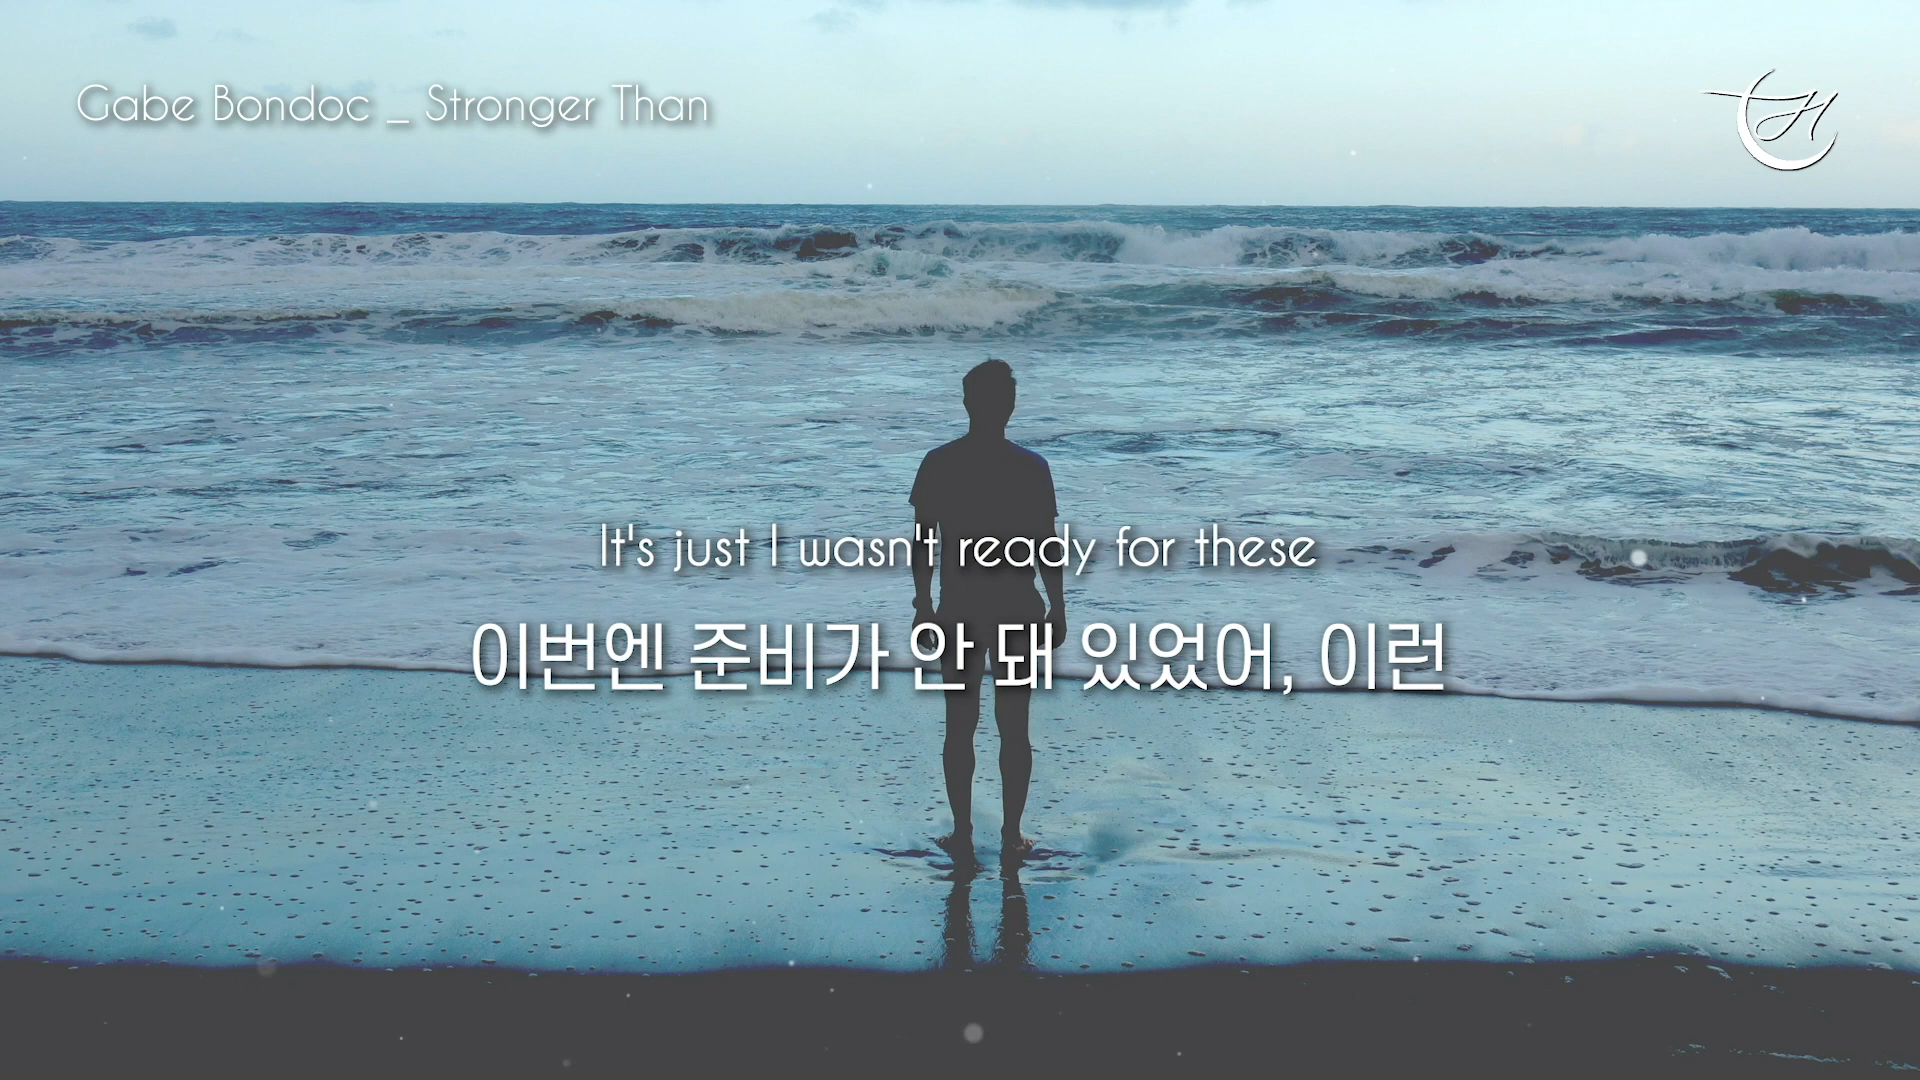 Gabe Bondoc _ Stronger Than
It's just I wasn't ready for these
이번엔 준비가 안 돼 있었어, 이런